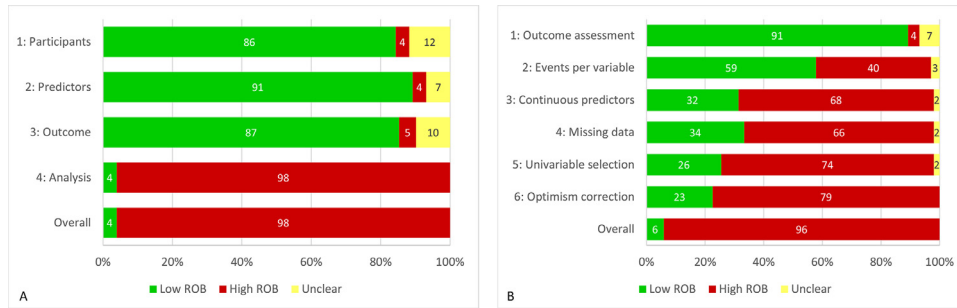 1: Participants 86 4 12
2: Predictors 91 4 7
3: Outcome 87 5 10
4: Analysis 4 98
Overall 4 98
0% 20% 40% 60% 80% 100%
A Low ROB High ROB Unclear
1: Outcome assessment 91 4 7
2: Events per variable 59 40 3
3: Continuous predictors 32 68 2
4: Missing data 34 66 2
5: Univariable selection 26 74 2
6: Optimism correction 23 79
Overall 6 96
0% 20% 40% 60% 80% 100%
B Low ROB High ROB Unclear